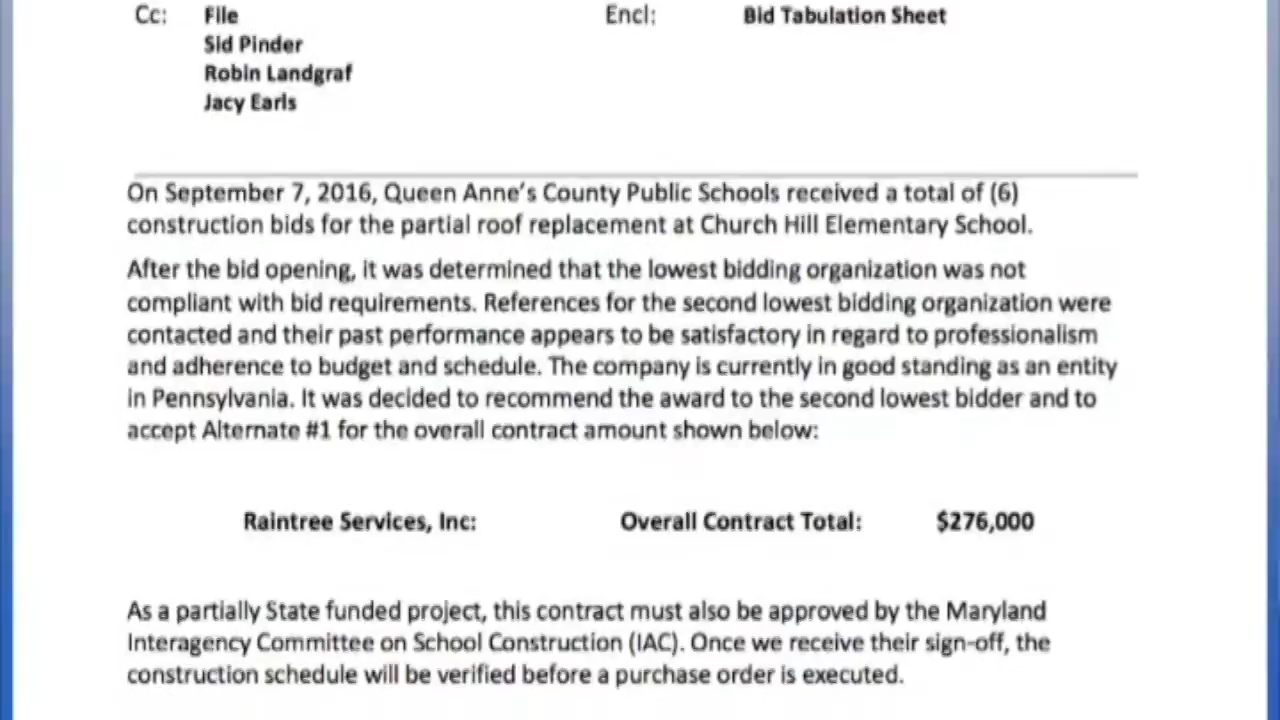 Cc: File Encl: Bid Tabulation Sheet
Sid Pinder
Robin Landgraf
Jacy Earls
On September 7, 2016, Queen Anne's County Public Schools received a total of (6)
construction bids for the partial roof replacement at Church Hill Elementary School.
After the bid opening, it was determined that the lowest bidding organization was not
compliant with bid requirements. References for the second lowest bidding organization were
contacted and their past performance appears to be satisfactory in regard to professionalism
and adherence to budget and schedule. The company is currently in good standing as an entity
in Pennsylvania. It was decided to recommend the award to the second lowest bidder and to
accept Alternate #1 for the overall contract amount shown below:
Raintree Services, Inc: Overall Contract Total: $276,000
As a partially State funded project, this contract must also be approved by the Maryland
Interagency Committee on School Construction (IAC). Once we receive their sign-off, the
construction schedule will be verified before a purchase order is executed.